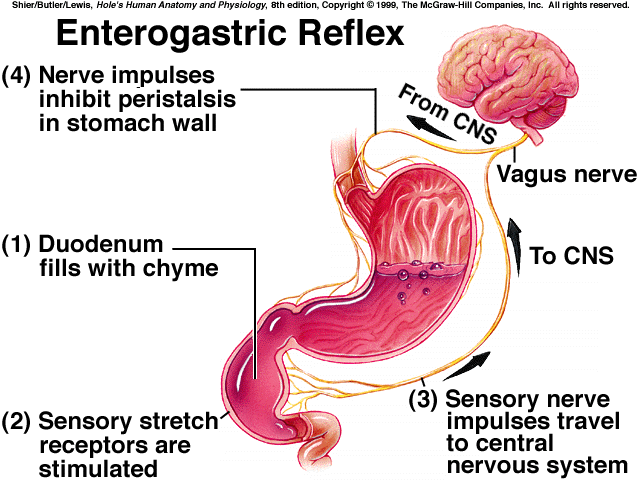 Shier/Butler/Lewis, Hole's Human Anatomy and Physiology, 8th edition, Copyright © 1999, The McGraw-Hill Companies, Inc. All rights reserved.
Enterogastric Reflex
(4) Nerve impulses
inhibit peristalsis
in stomach wall
From CNS
Vagus nerve
(1) Duodenum
fills with chyme
To CNS
(2) Sensory stretch
receptors are
stimulated
(3) Sensory nerve
impulses travel
to central
nervous system